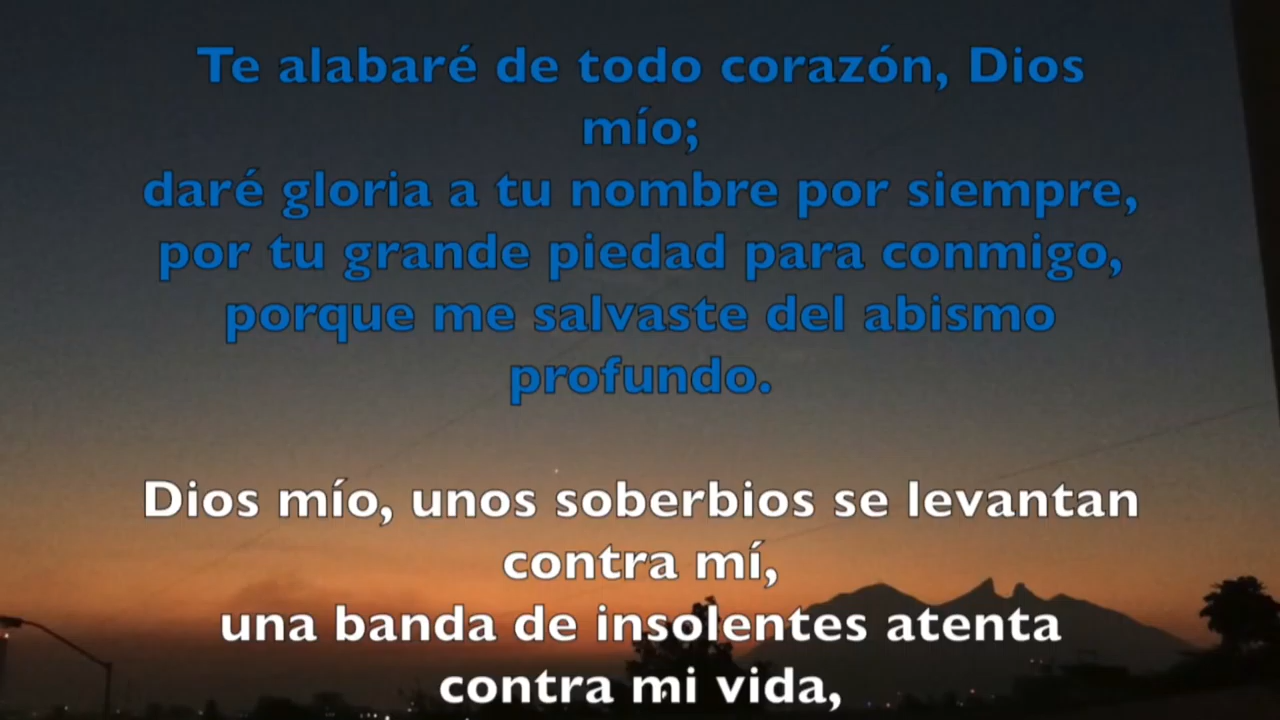 Te alabaré de todo corazón, Dios
mío;
daré gloria a tu nombre por siempre,
por tu grande piedad para conmigo,
porque me salvaste del abismo
profundo.
Dios mío, unos soberbios se levantan
contra mí,
una banda de insolentes atenta
contra mi vida,